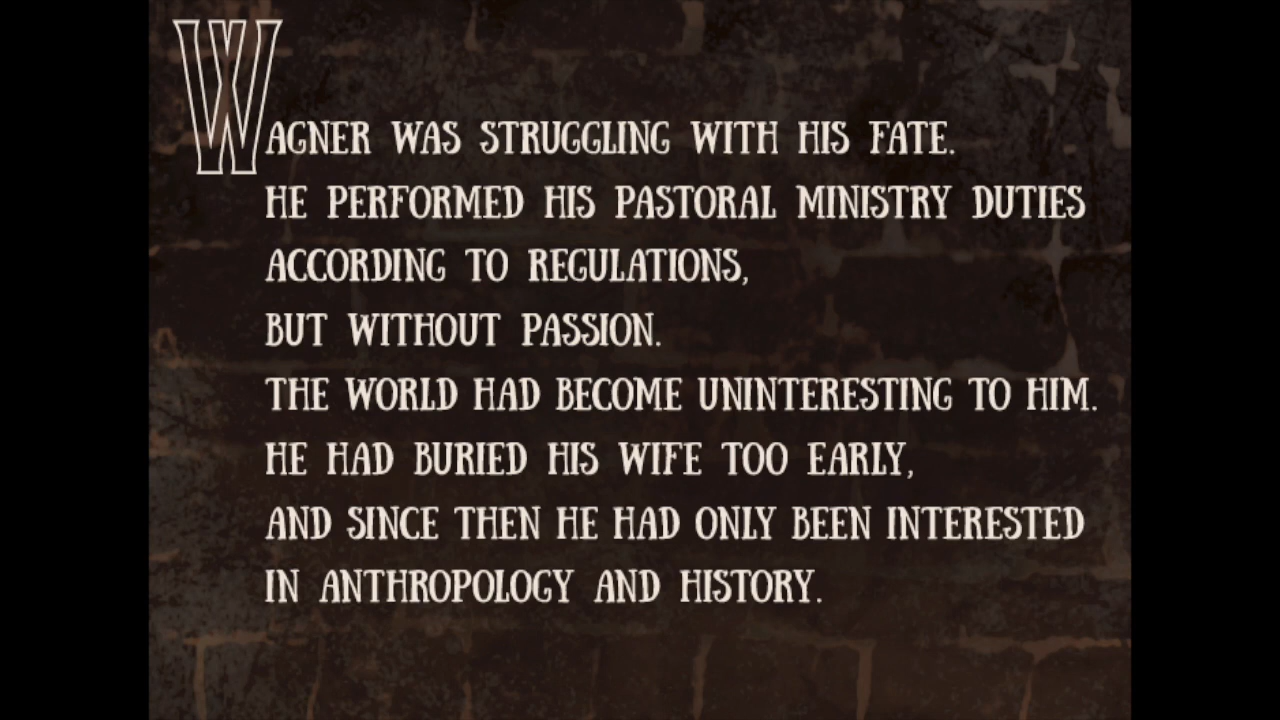 WAGNER WAS STRUGGLING WITH HIS FATE.
HE PERFORMED HIS PASTORAL MINISTRY DUTIES
ACCORDING TO REGULATIONS,
BUT WITHOUT PASSION.
THE WORLD HAD BECOME UNINTERESTING TO HIM.
HE HAD BURIED HIS WIFE TOO EARLY,
AND SINCE THEN HE HAD ONLY BEEN INTERESTED
IN ANTHROPOLOGY AND HISTORY.